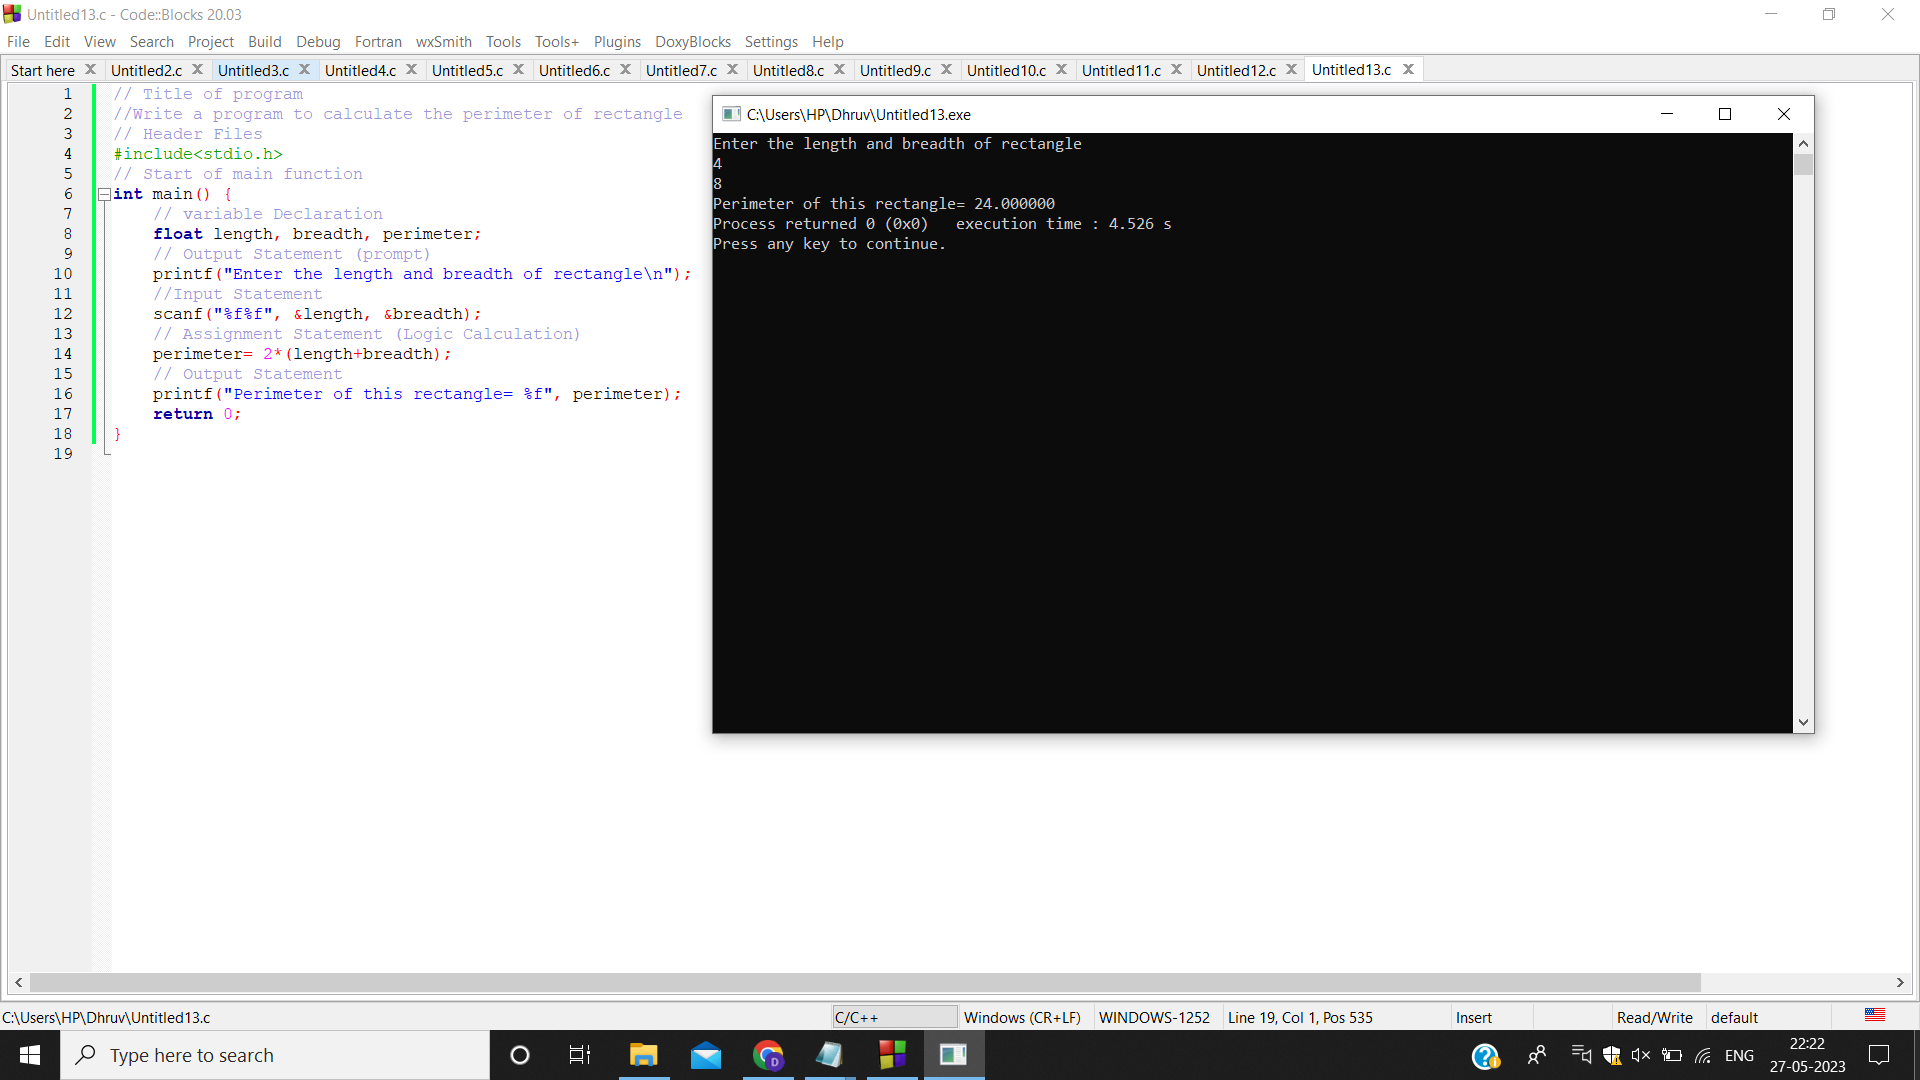 Untitled13.c - Code::Blocks 20.03
File Edit View Search Project Build Debug Fortran wxSmith Tools Tools+ Plugins DoxyBlocks Settings Help
Start here X Untitled2.c X Untitled3.c X Untitled4.c X Untitled5.c X Untitled6.c X Untitled7.c X Untitled8.c X Untitled9.c X Untitled10.c X Untitled11.c X Untitled12.c X Untitled13.c X
1 // Title of program
2 //Write a program to calculate the perimeter of rectangle
3 // Header Files
4 #include<stdio.h>
5 // Start of main function
6 int main() {
7 // variable Declaration
8 float length, breadth, perimeter;
9 // Output Statement (prompt)
10 printf("Enter the length and breadth of rectangle\n");
11 //Input Statement
12 scanf("%f%f", &length, &breadth);
13 // Assignment Statement (Logic Calculation)
14 perimeter= 2*(length+breadth);
15 // Output Statement
16 printf("Perimeter of this rectangle= %f", perimeter);
17 return 0;
18 }
19
C:\Users\HP\Dhruv\Untitled13.exe
Enter the length and breadth of rectangle
4
8
Perimeter of this rectangle= 24.000000
Process returned 0 (0x0)   execution time : 4.526 s
Press any key to continue.
C:\Users\HP\Dhruv\Untitled13.c C/C++ Windows (CR+LF) WINDOWS-1252 Line 19, Col 1, Pos 535 Insert Read/Write default
Type here to search
D
ENG
22:22
27-05-2023